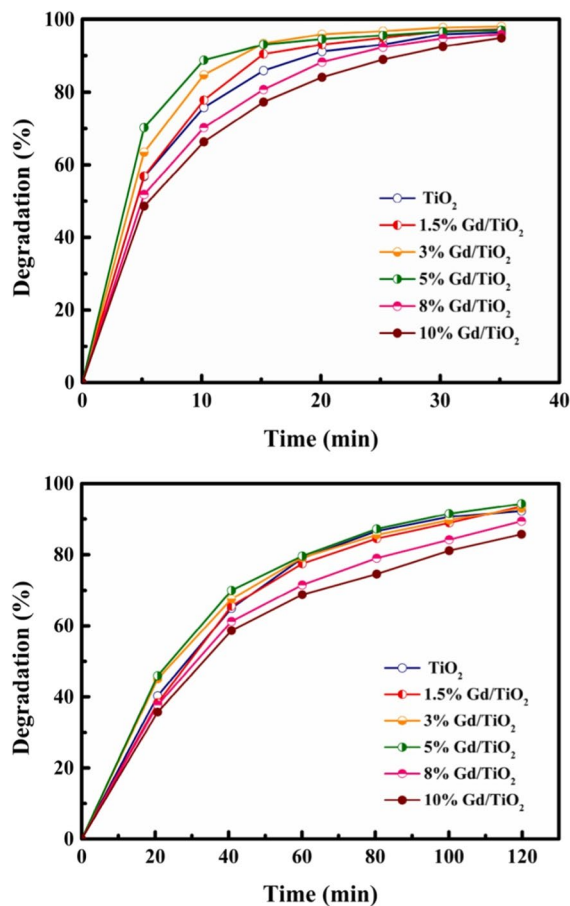 100
80
60
40
20
0
Degradation (%)
TiO₂
1.5% Gd/TiO₂
3% Gd/TiO₂
5% Gd/TiO₂
8% Gd/TiO₂
10% Gd/TiO₂
0 10 20 30 40
Time (min)
100
80
60
40
20
0
Degradation (%)
TiO₂
1.5% Gd/TiO₂
3% Gd/TiO₂
5% Gd/TiO₂
8% Gd/TiO₂
10% Gd/TiO₂
0 20 40 60 80 100 120
Time (min)